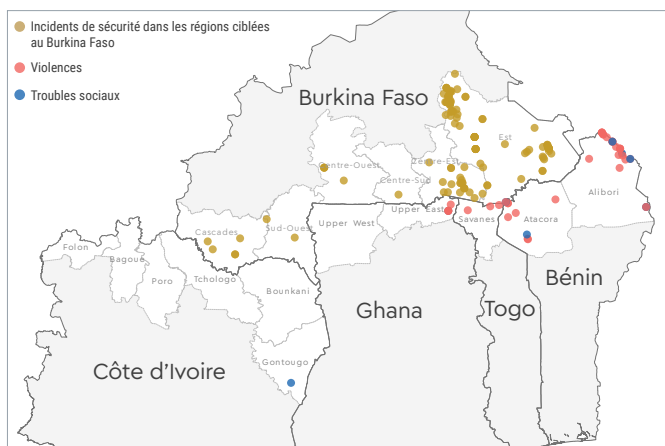 Incidents de sécurité dans les régions ciblées
au Burkina Faso
Violences
Troubles sociaux
Burkina Faso
Est
Centre-Ouest
Centre-Est
Centre-Sud
Alibori
Cascades
Sud-Ouest
Upper West
Upper East
Savanes
Atacora
Folon
Bagoué
Poro
Tchologo
Bounkani
Bénin
Ghana
Togo
Gontougo
Côte d'Ivoire